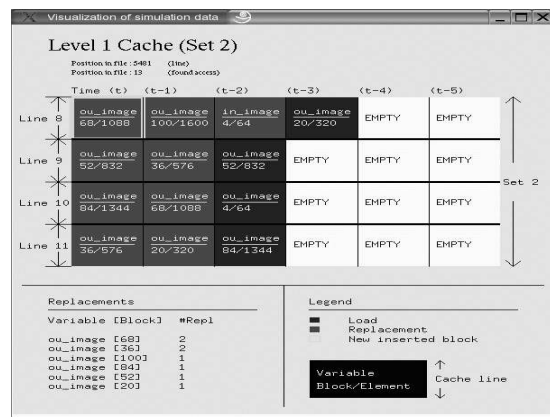 Visualization of simulation data
Level 1 Cache (Set 2)
Position in file : 5481 (line)
Position in file : 13 (found access)
Time (t) (t-1) (t-2) (t-3) (t-4) (t-5)
Line 8 ou_image ou_image in_image ou_image EMPTY EMPTY
68/1088 100/1600 4/64 20/320
Line 9 ou_image ou_image ou_image EMPTY EMPTY EMPTY
52/832 36/576 52/832
Set 2
Line 10 ou_image ou_image ou_image EMPTY EMPTY EMPTY
84/1344 68/1088 4/64
Line 11 ou_image ou_image ou_image EMPTY EMPTY EMPTY
36/576 20/320 84/1344
Replacements
Variable [Block] #Repl
ou_image [68] 2
ou_image [36] 2
ou_image [100] 1
ou_image [84] 1
ou_image [52] 1
ou_image [20] 1
Legend
Load
Replacement
New inserted block
Variable
Block/Element
Cache line